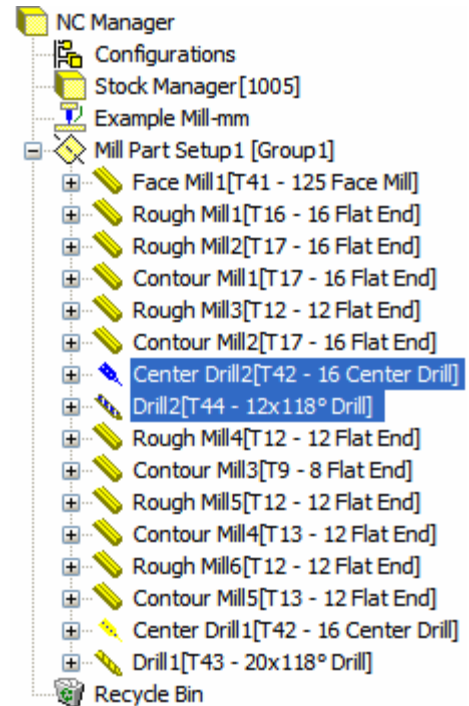 NC Manager
Configurations
Stock Manager[1005]
Example Mill-mm
Mill Part Setup1 [Group1]
Face Mill1[T41 - 125 Face Mill]
Rough Mill1[T16 - 16 Flat End]
Rough Mill2[T17 - 16 Flat End]
Contour Mill1[T17 - 16 Flat End]
Rough Mill3[T12 - 12 Flat End]
Contour Mill2[T17 - 16 Flat End]
Center Drill2[T42 - 16 Center Drill]
Drill2[T44 - 12x118° Drill]
Rough Mill4[T12 - 12 Flat End]
Contour Mill3[T9 - 8 Flat End]
Rough Mill5[T12 - 12 Flat End]
Contour Mill4[T13 - 12 Flat End]
Rough Mill6[T12 - 12 Flat End]
Contour Mill5[T13 - 12 Flat End]
Center Drill1[T42 - 16 Center Drill]
Drill1[T43 - 20x118° Drill]
Recycle Bin